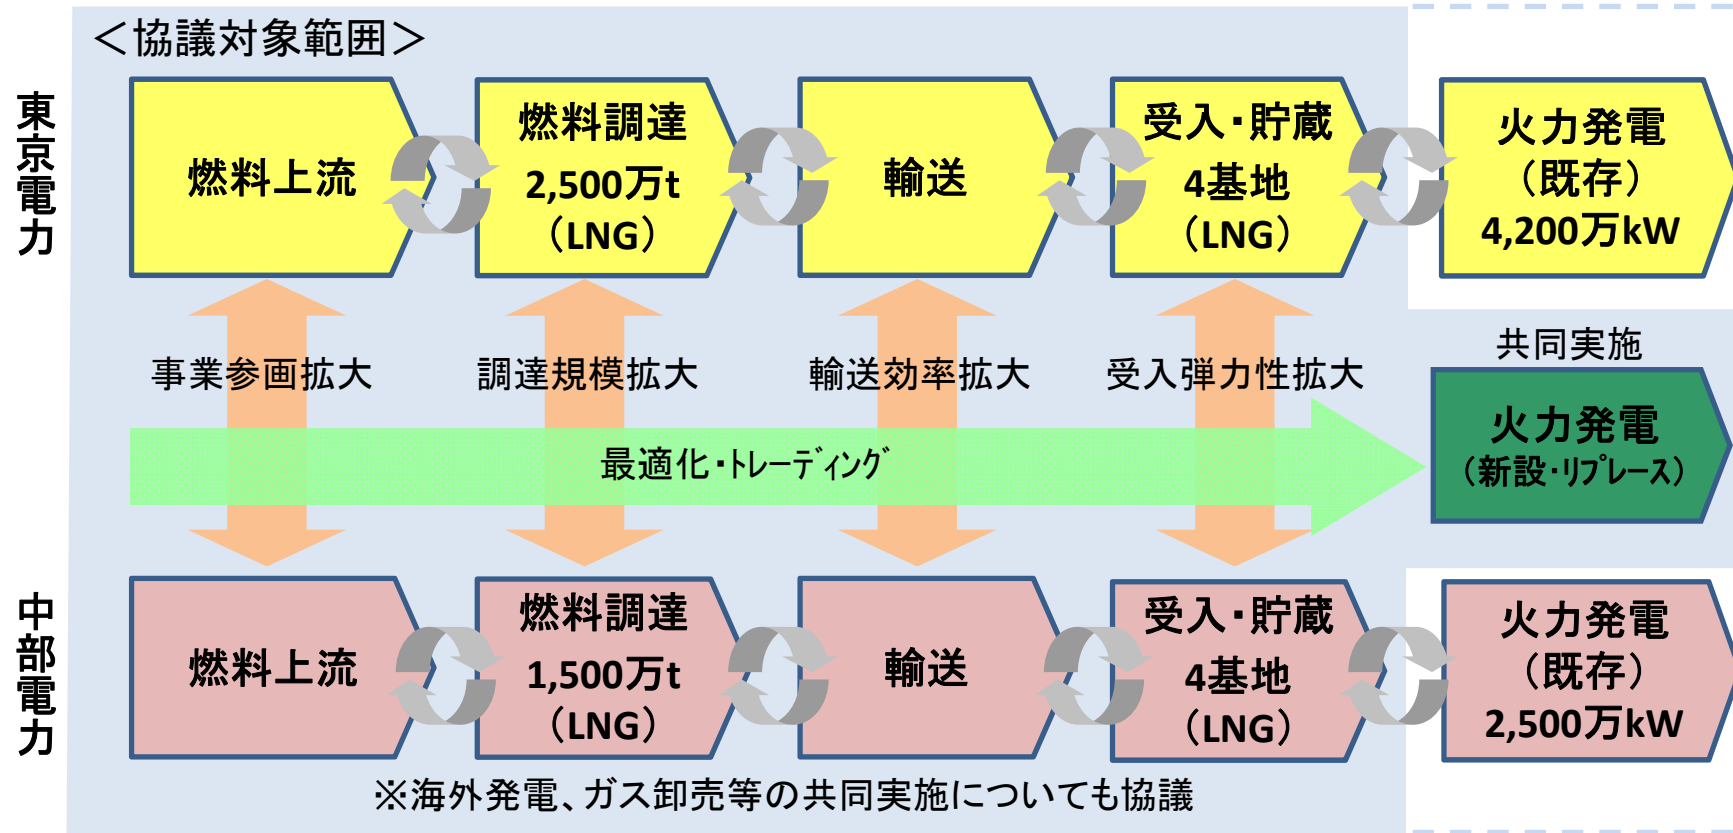 ＜協議対象範囲＞
東京電力
燃料上流
燃料調達
2,500万t
（LNG）
輸送
受入・貯蔵
4基地
（LNG）
火力発電
（既存）
4,200万kW
事業参画拡大
調達規模拡大
輸送効率拡大
受入弾力性拡大
共同実施
最適化・ﾄﾚｰﾃﾞｨﾝｸﾞ
火力発電
（新設・ﾘﾌﾟﾚｰｽ）
中部電力
燃料上流
燃料調達
1,500万t
（LNG）
輸送
受入・貯蔵
4基地
（LNG）
火力発電
（既存）
2,500万kW
※海外発電、ガス卸売等の共同実施についても協議